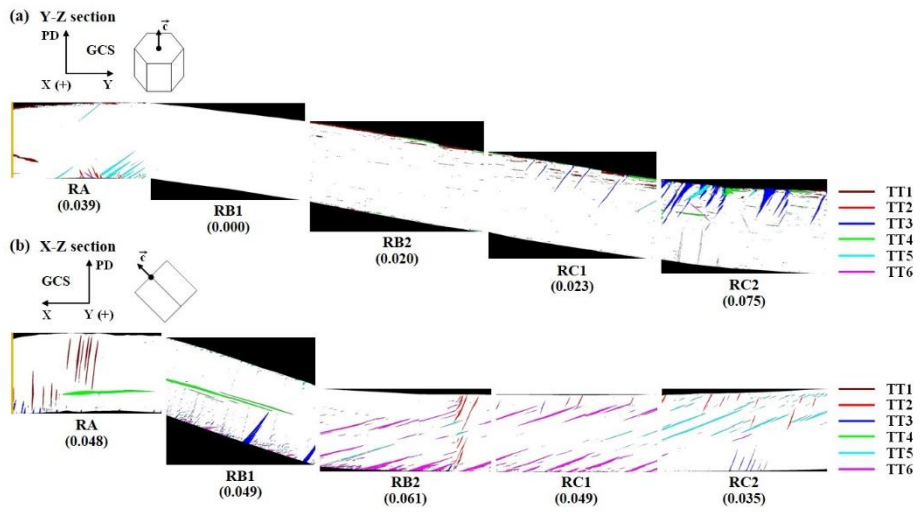 (a) Y-Z section
PD
c
GCS
X (+) Y
RA
(0.039)
RB1
(0.000)
RB2
(0.020)
RC1
(0.023)
RC2
(0.075)
TT1
TT2
TT3
TT4
TT5
TT6
(b) X-Z section
PD
c
GCS
X Y (+)
RA
(0.048)
RB1
(0.049)
RB2
(0.061)
RC1
(0.049)
RC2
(0.035)
TT1
TT2
TT3
TT4
TT5
TT6